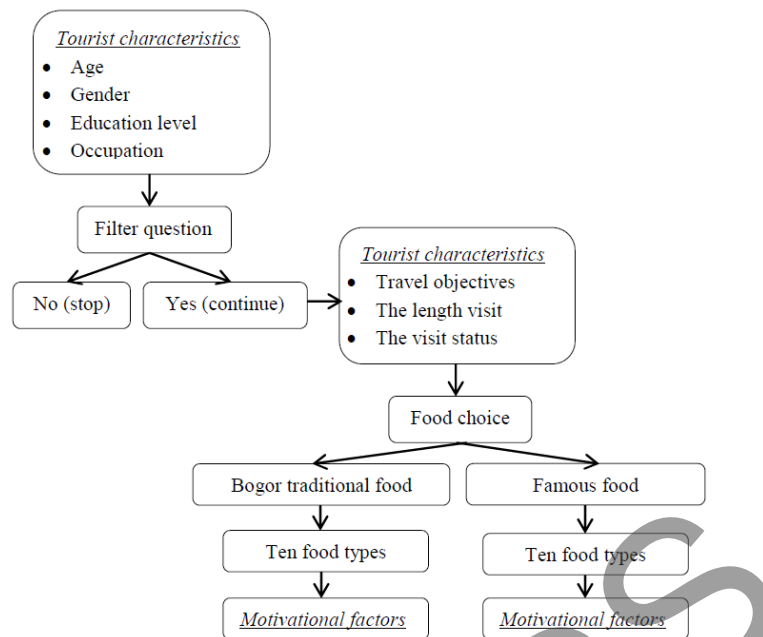 Tourist characteristics
• Age
• Gender
• Education level
• Occupation
Filter question
No (stop)
Yes (continue)
Tourist characteristics
• Travel objectives
• The length visit
• The visit status
Food choice
Bogor traditional food
Famous food
Ten food types
Ten food types
Motivational factors
Motivational factors